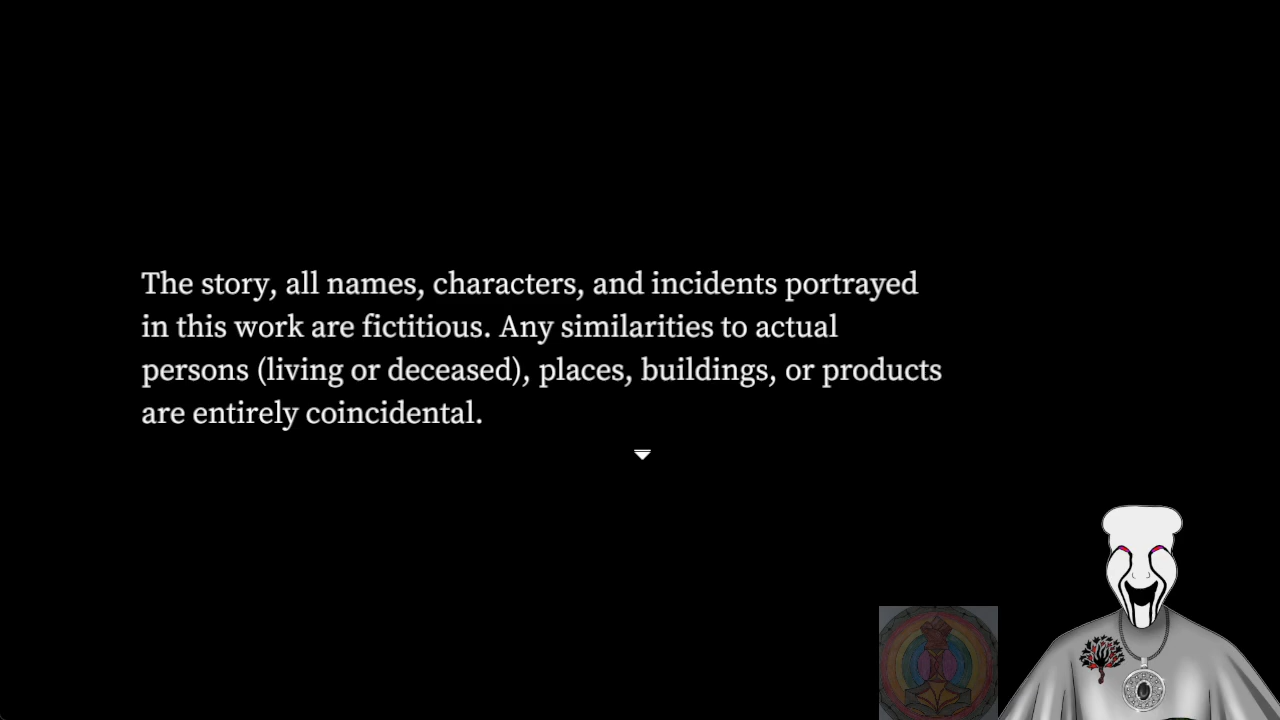 The story, all names, characters, and incidents portrayed
in this work are fictitious. Any similarities to actual
persons (living or deceased), places, buildings, or products
are entirely coincidental.